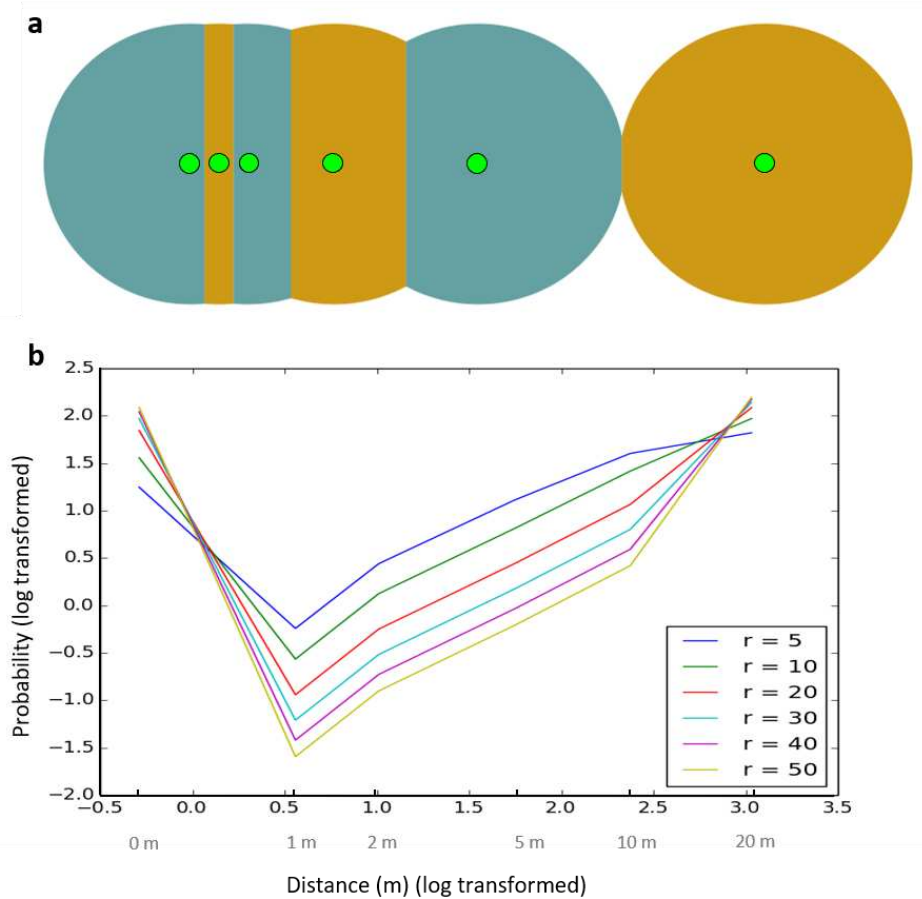 a
b
2.5
2.0
1.5
1.0
0.5
0.0
−0.5
−1.0
−1.5
−2.0
Probability (log transformed)
r = 5
r = 10
r = 20
r = 30
r = 40
r = 50
−0.5 0.0 0.5 1.0 1.5 2.0 2.5 3.0 3.5
0 m 1 m 2 m 5 m 10 m 20 m
Distance (m) (log transformed)